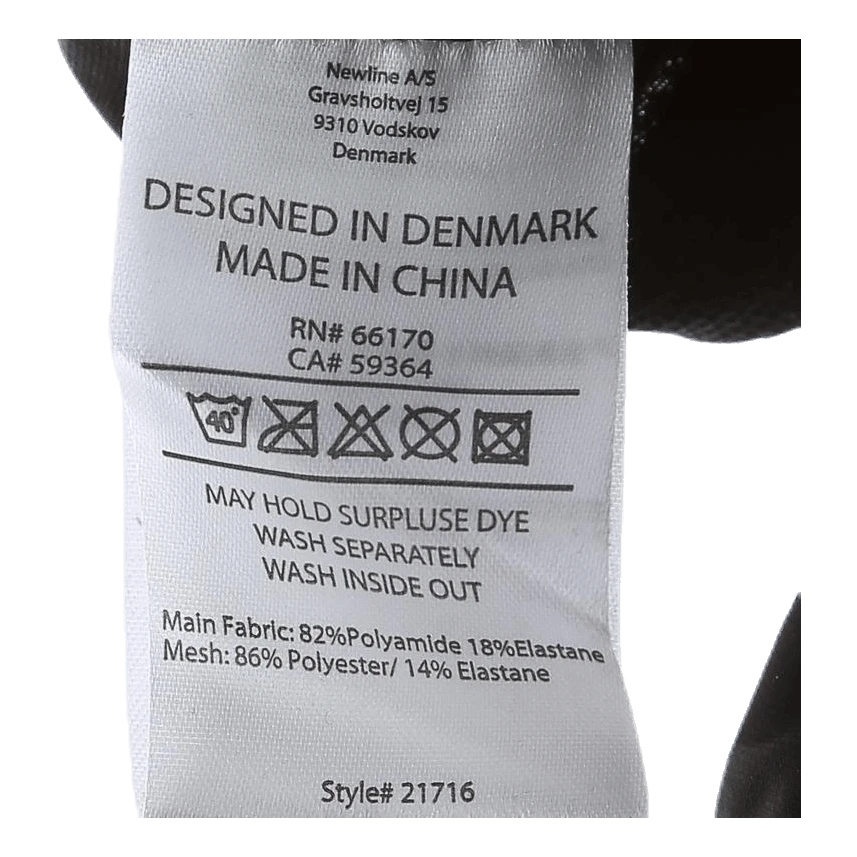 Newline A/S
Gravsholtvej 15
9310 Vodskov
Denmark
DESIGNED IN DENMARK
MADE IN CHINA
RN# 66170
CA# 59364
40°
MAY HOLD SURPLUSE DYE
WASH SEPARATELY
WASH INSIDE OUT
Main Fabric: 82%Polyamide 18%Elastane
Mesh: 86% Polyester/ 14% Elastane
Style# 21716